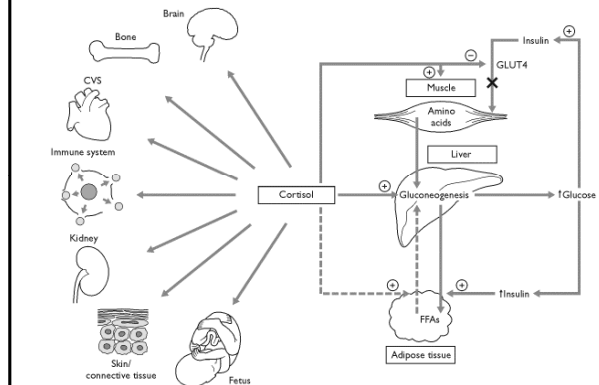 Brain
Bone
CVS
Immune system
Kidney
Skin/
connective tissue
Fetus
Cortisol
Insulin
+
−
GLUT4
+
Muscle
Amino
acids
Liver
+
Gluconeogenesis
↑Glucose
+
+
↑Insulin
FFAs
Adipose tissue